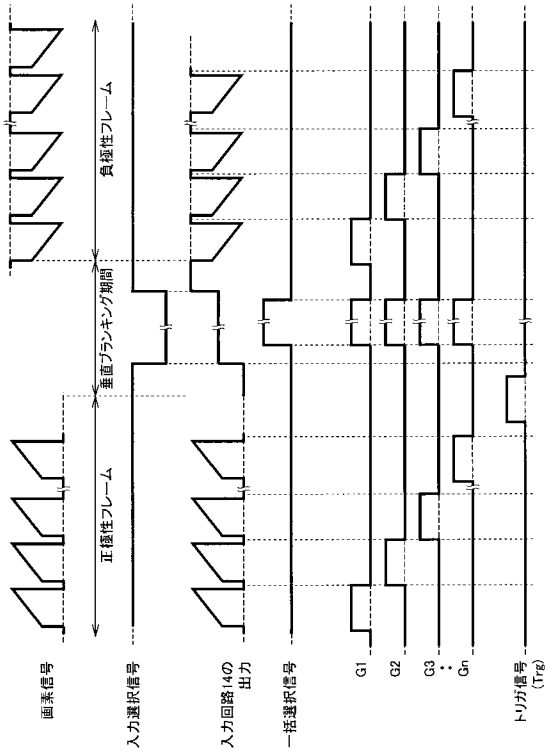 画素信号
正極性フレーム
垂直ブランキング期間
負極性フレーム
入力選択信号
入力回路14の
出力
一括選択信号
G1
G2
G3
:
Gn
トリガ信号
(Trg)